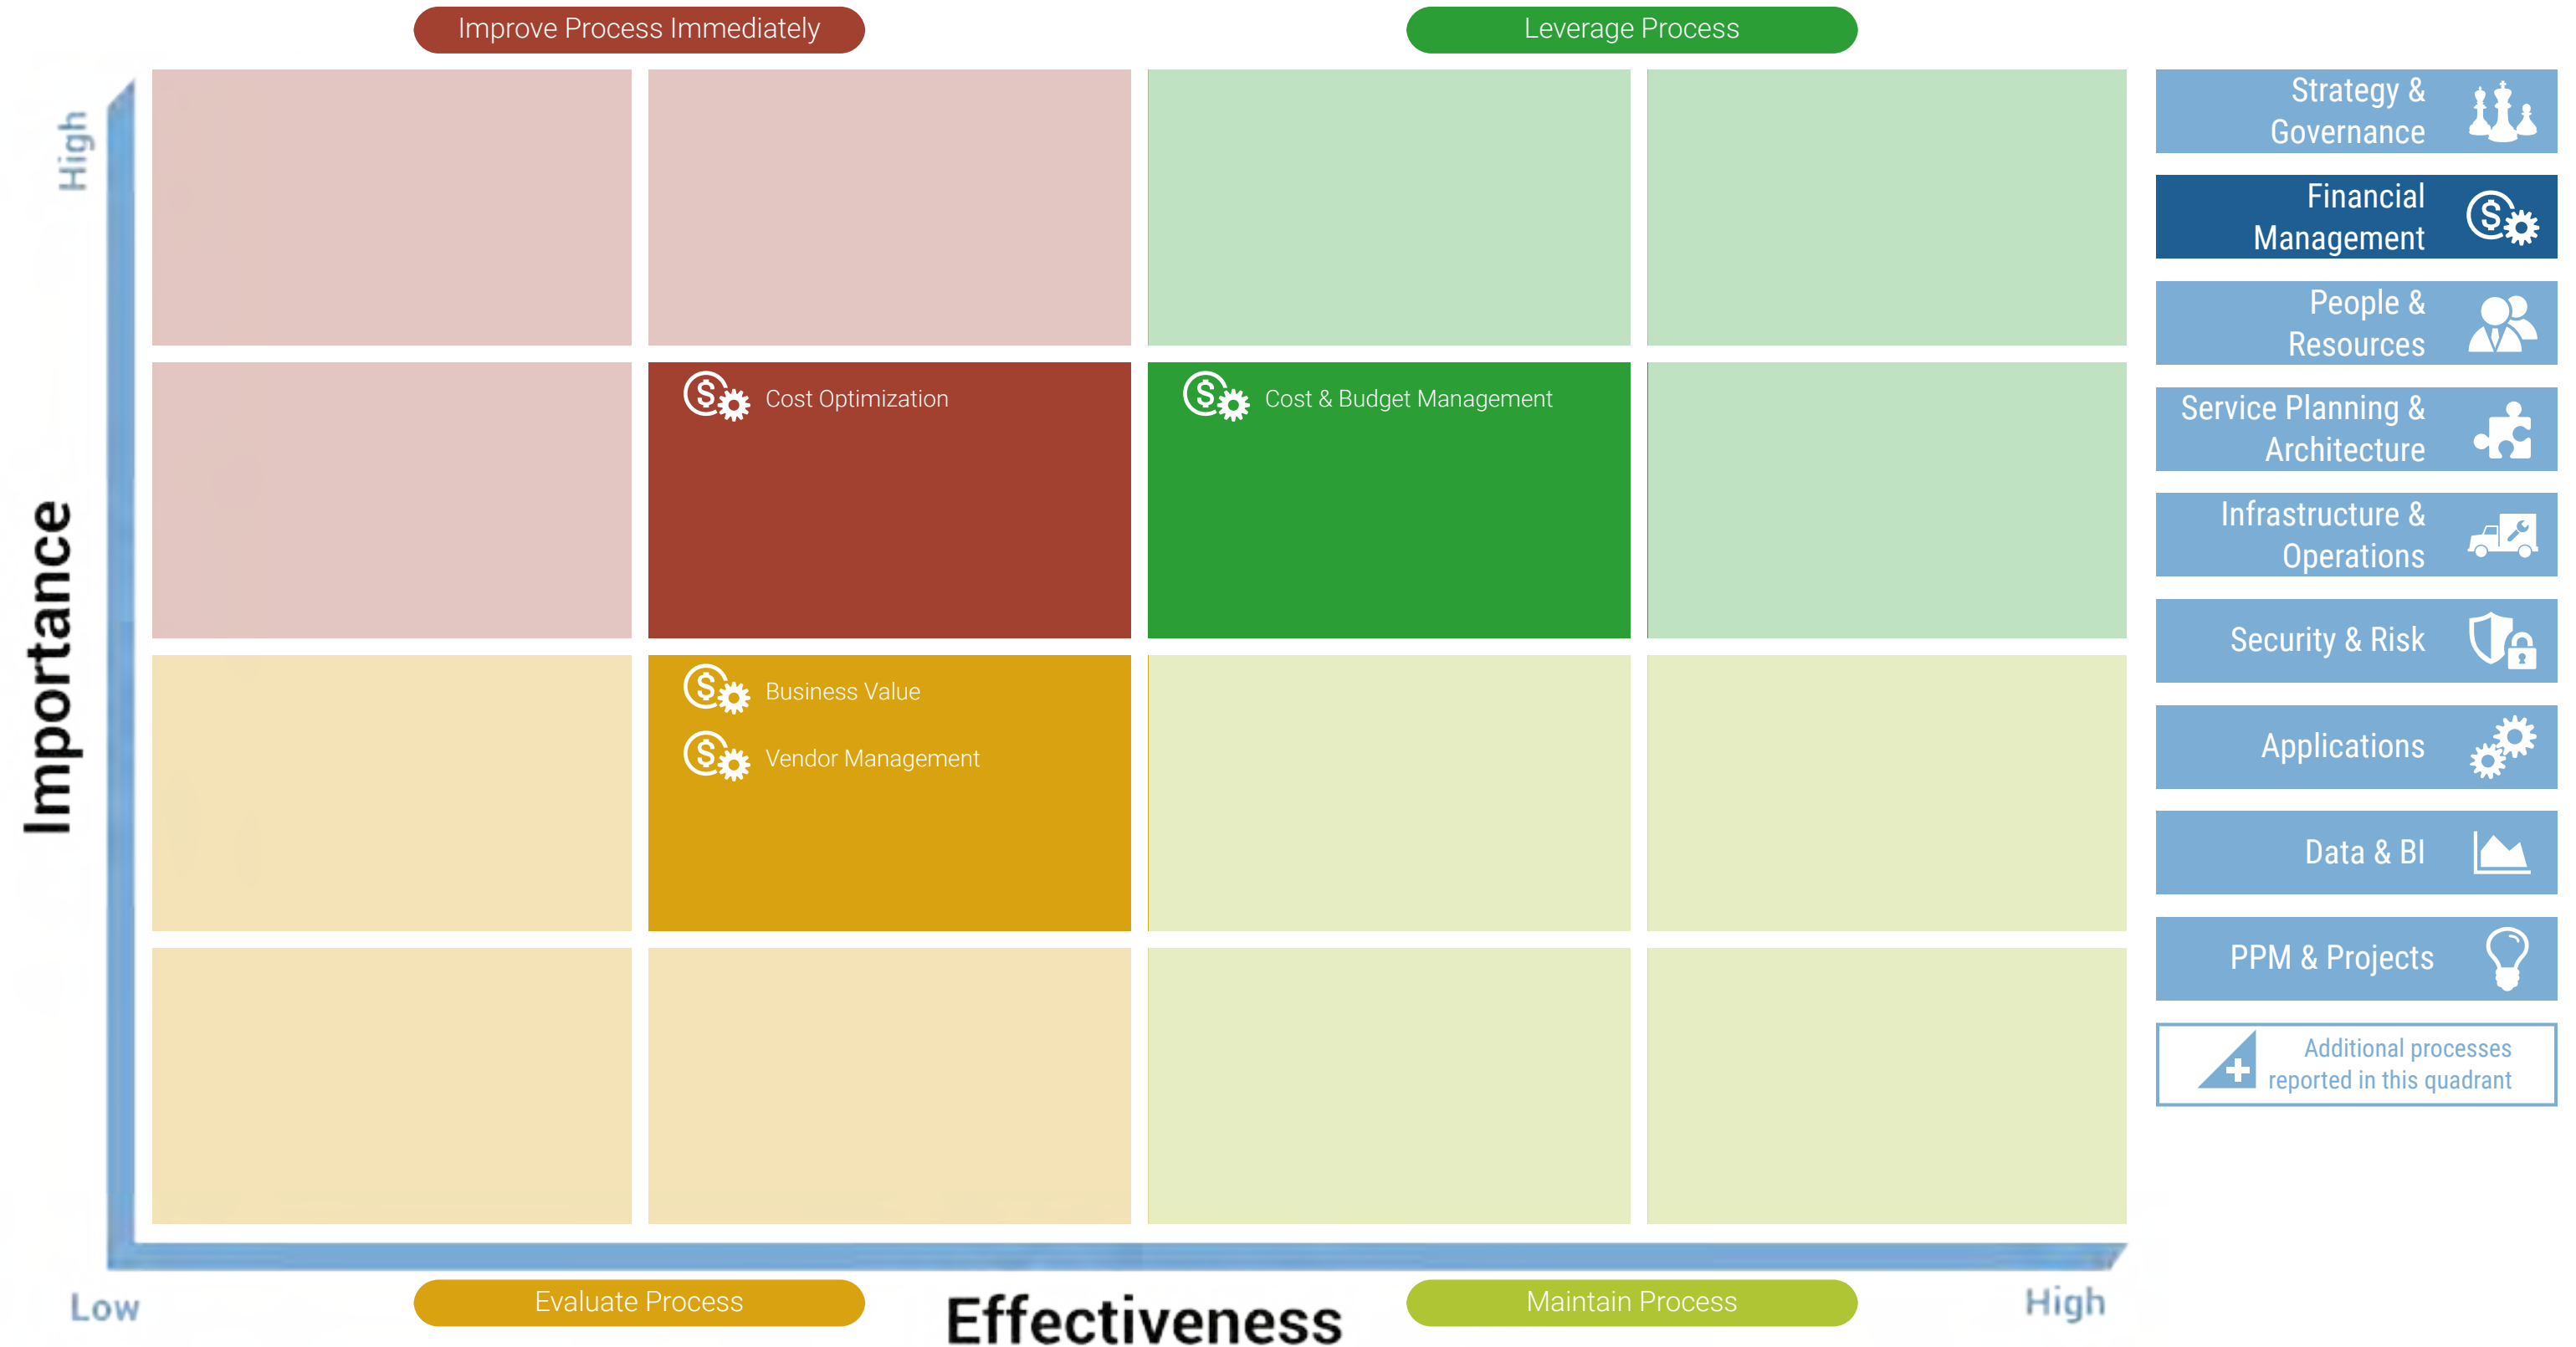 Improve Process Immediately
Leverage Process
High
Importance
Cost Optimization
Cost & Budget Management
Business Value
Vendor Management
Low
Evaluate Process
Effectiveness
Maintain Process
High
Strategy &
Governance
Financial
Management
People &
Resources
Service Planning &
Architecture
Infrastructure &
Operations
Security & Risk
Applications
Data & BI
PPM & Projects
Additional processes
reported in this quadrant